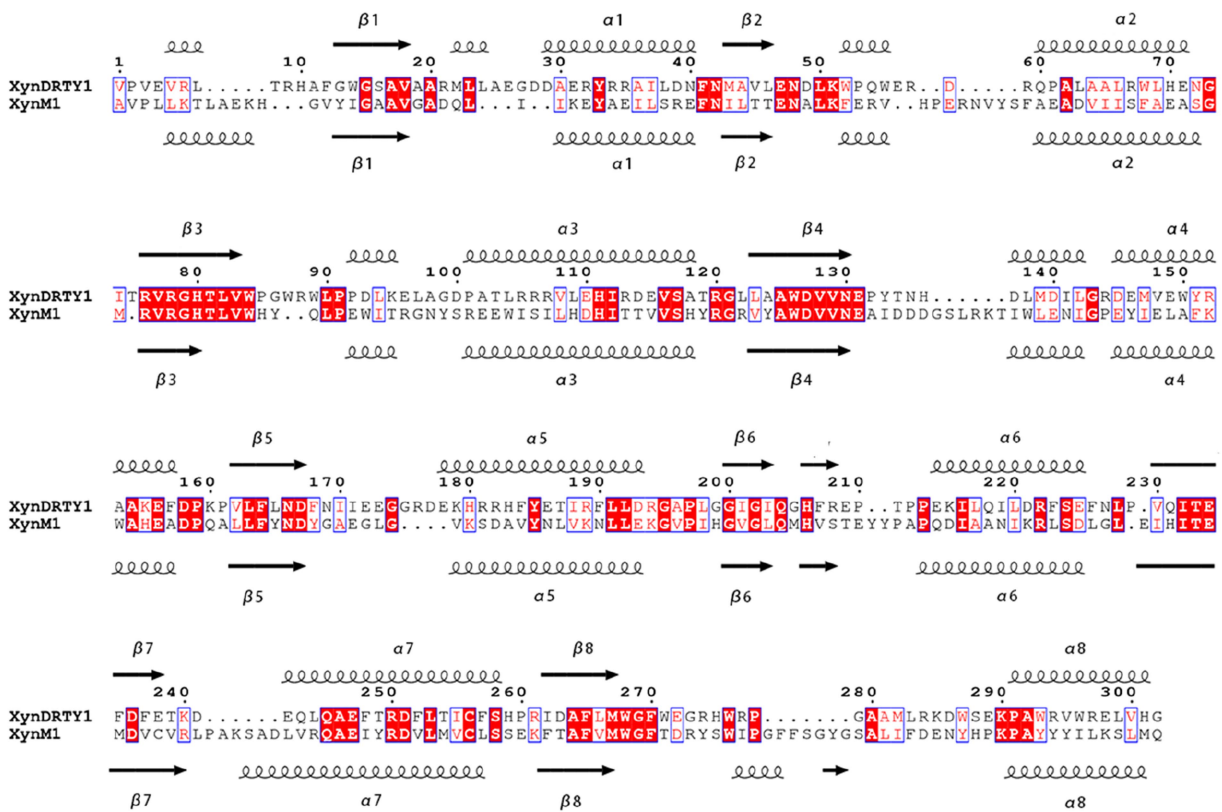 β1 α1 β2 α2
1 10 20 30 40 50 60 70
XynDRTY1 VPVEVRL.....TRHAFGWGSAVAARMLLAEGDDAERYRRAILDNFNMAVLENDLKWPQWER..D.....RQPALAALRWLHENG
XynM1 AVPLLKTLAEKH...GVYIGAAVGADQL...I..IKEYAEILSREFNILTTENALKFERV..HPERNVYSFAEADVIISFAEASG
β1 α1 β2 α2
β3 α3 β4 α4
80 90 100 110 120 130 140 150
XynDRTY1 ITRVRGHTLVWPGWRWLPPDLKELAGDPATLRRRVLEHIRDEVSATRGLLAAWDVVNEPYTNH......DLMDILGRDEMVEWYR
XynM1 M.RVRGHTLVWHY..QLPEWITRGNYSREEWISILHDHITTVVSHYRGRVYAWDVVNEAIDDDGSLRKTIWLENIGPEYIELAFK
β3 α3 β4 α4
β5 α5 β6 α6
160 170 180 190 200 210 220 230
XynDRTY1 AAKEFDPKPVLFLNDFNIIEEGGRDEKHRRHFYETIRFLLDRGAPLGGIGIQGHFREP..TPPEKILQILDRFSEFNLP.VQITE
XynM1 WAHEADPQALLFYNDYGAEGLG....VKSDAVYNLVKNLLEKGVPIHGVGLQMHVSTEYYPAPQDIAANIKRLSDLGL.EIHITE
β5 α5 β6 α6
β7 α7 β8 α8
240 250 260 270 280 290 300
XynDRTY1 FDFETKD......EQLQAEFTRDFLTICFSHPRIDAFLMWGFWEGRHWRP.......GAAMLRKDWSEKPAWRVWRELVHG
XynM1 MDVCVRLPAKSADLVRQAEIYRDVLMVCLSSEKFTAFVMWGFTDRYSWIPGFFSGYGSALIFDENYHPKPAYYYILKSLMQ
β7 α7 β8 α8